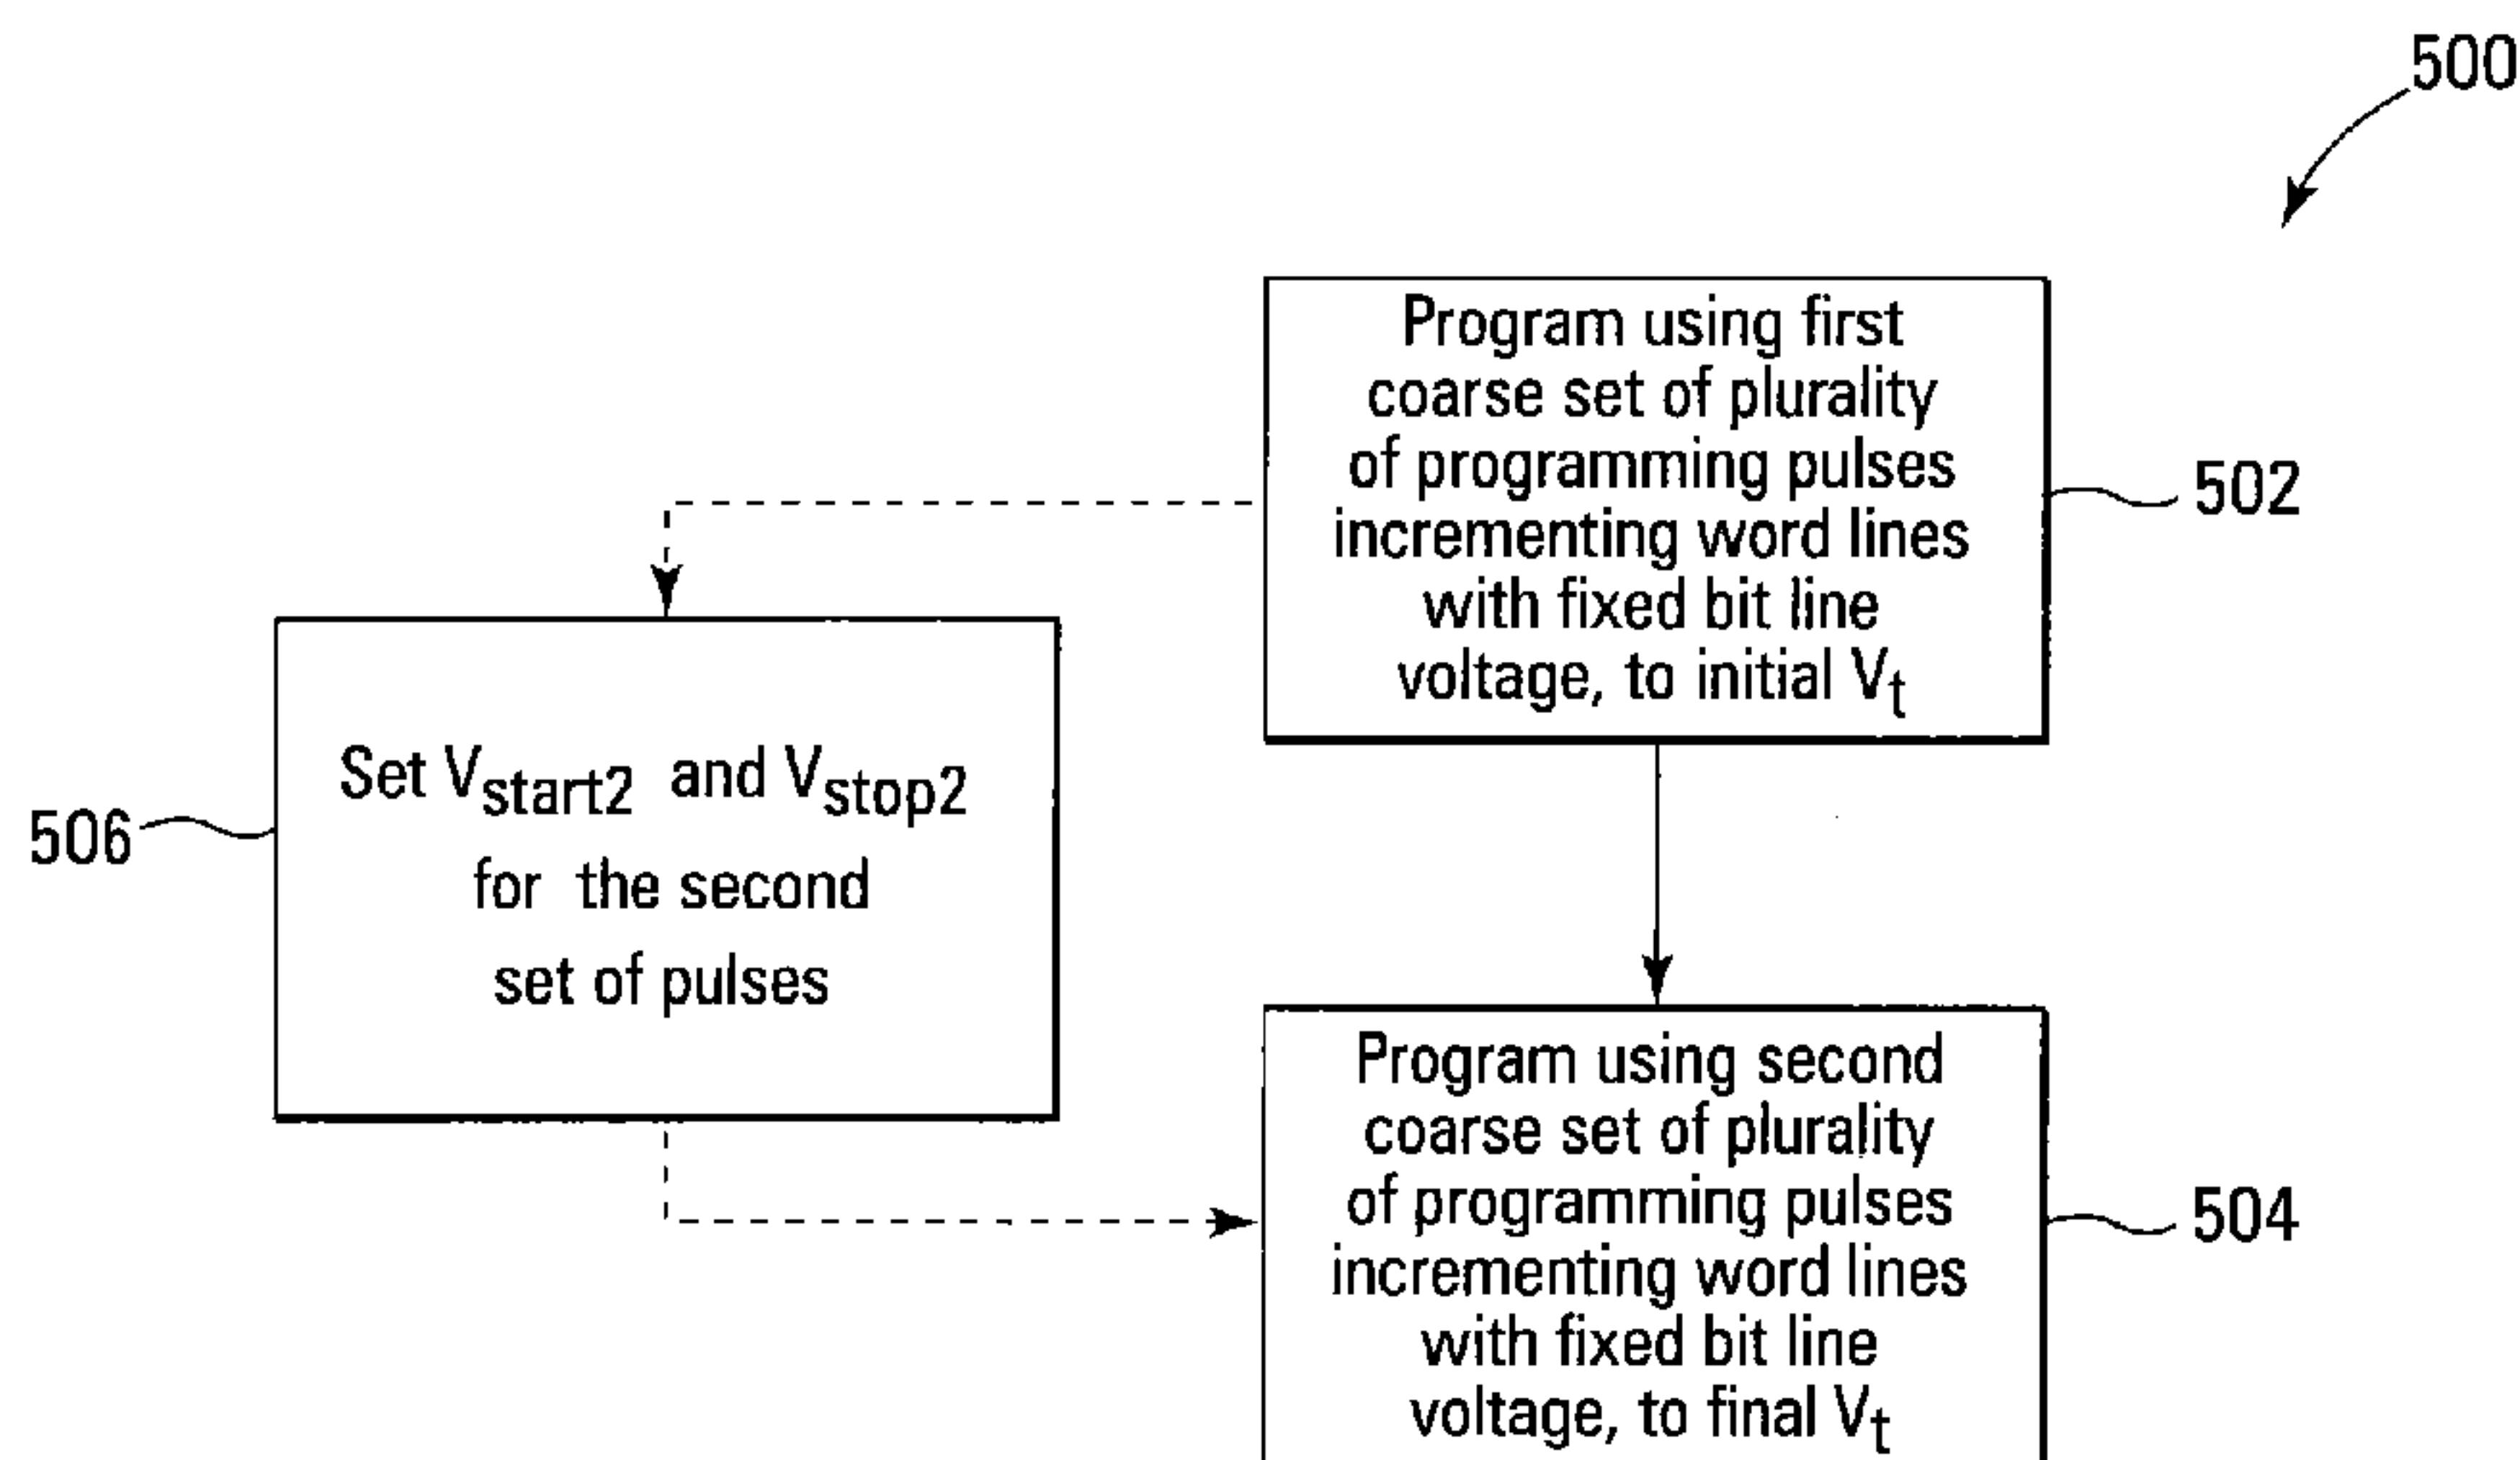 500
Program using first
coarse set of plurality
of programming pulses
incrementing word lines
with fixed bit line
voltage, to initial Vt
502
Set Vstart2 and Vstop2
for the second
set of pulses
506
Program using second
coarse set of plurality
of programming pulses
incrementing word lines
with fixed bit line
voltage, to final Vt
504